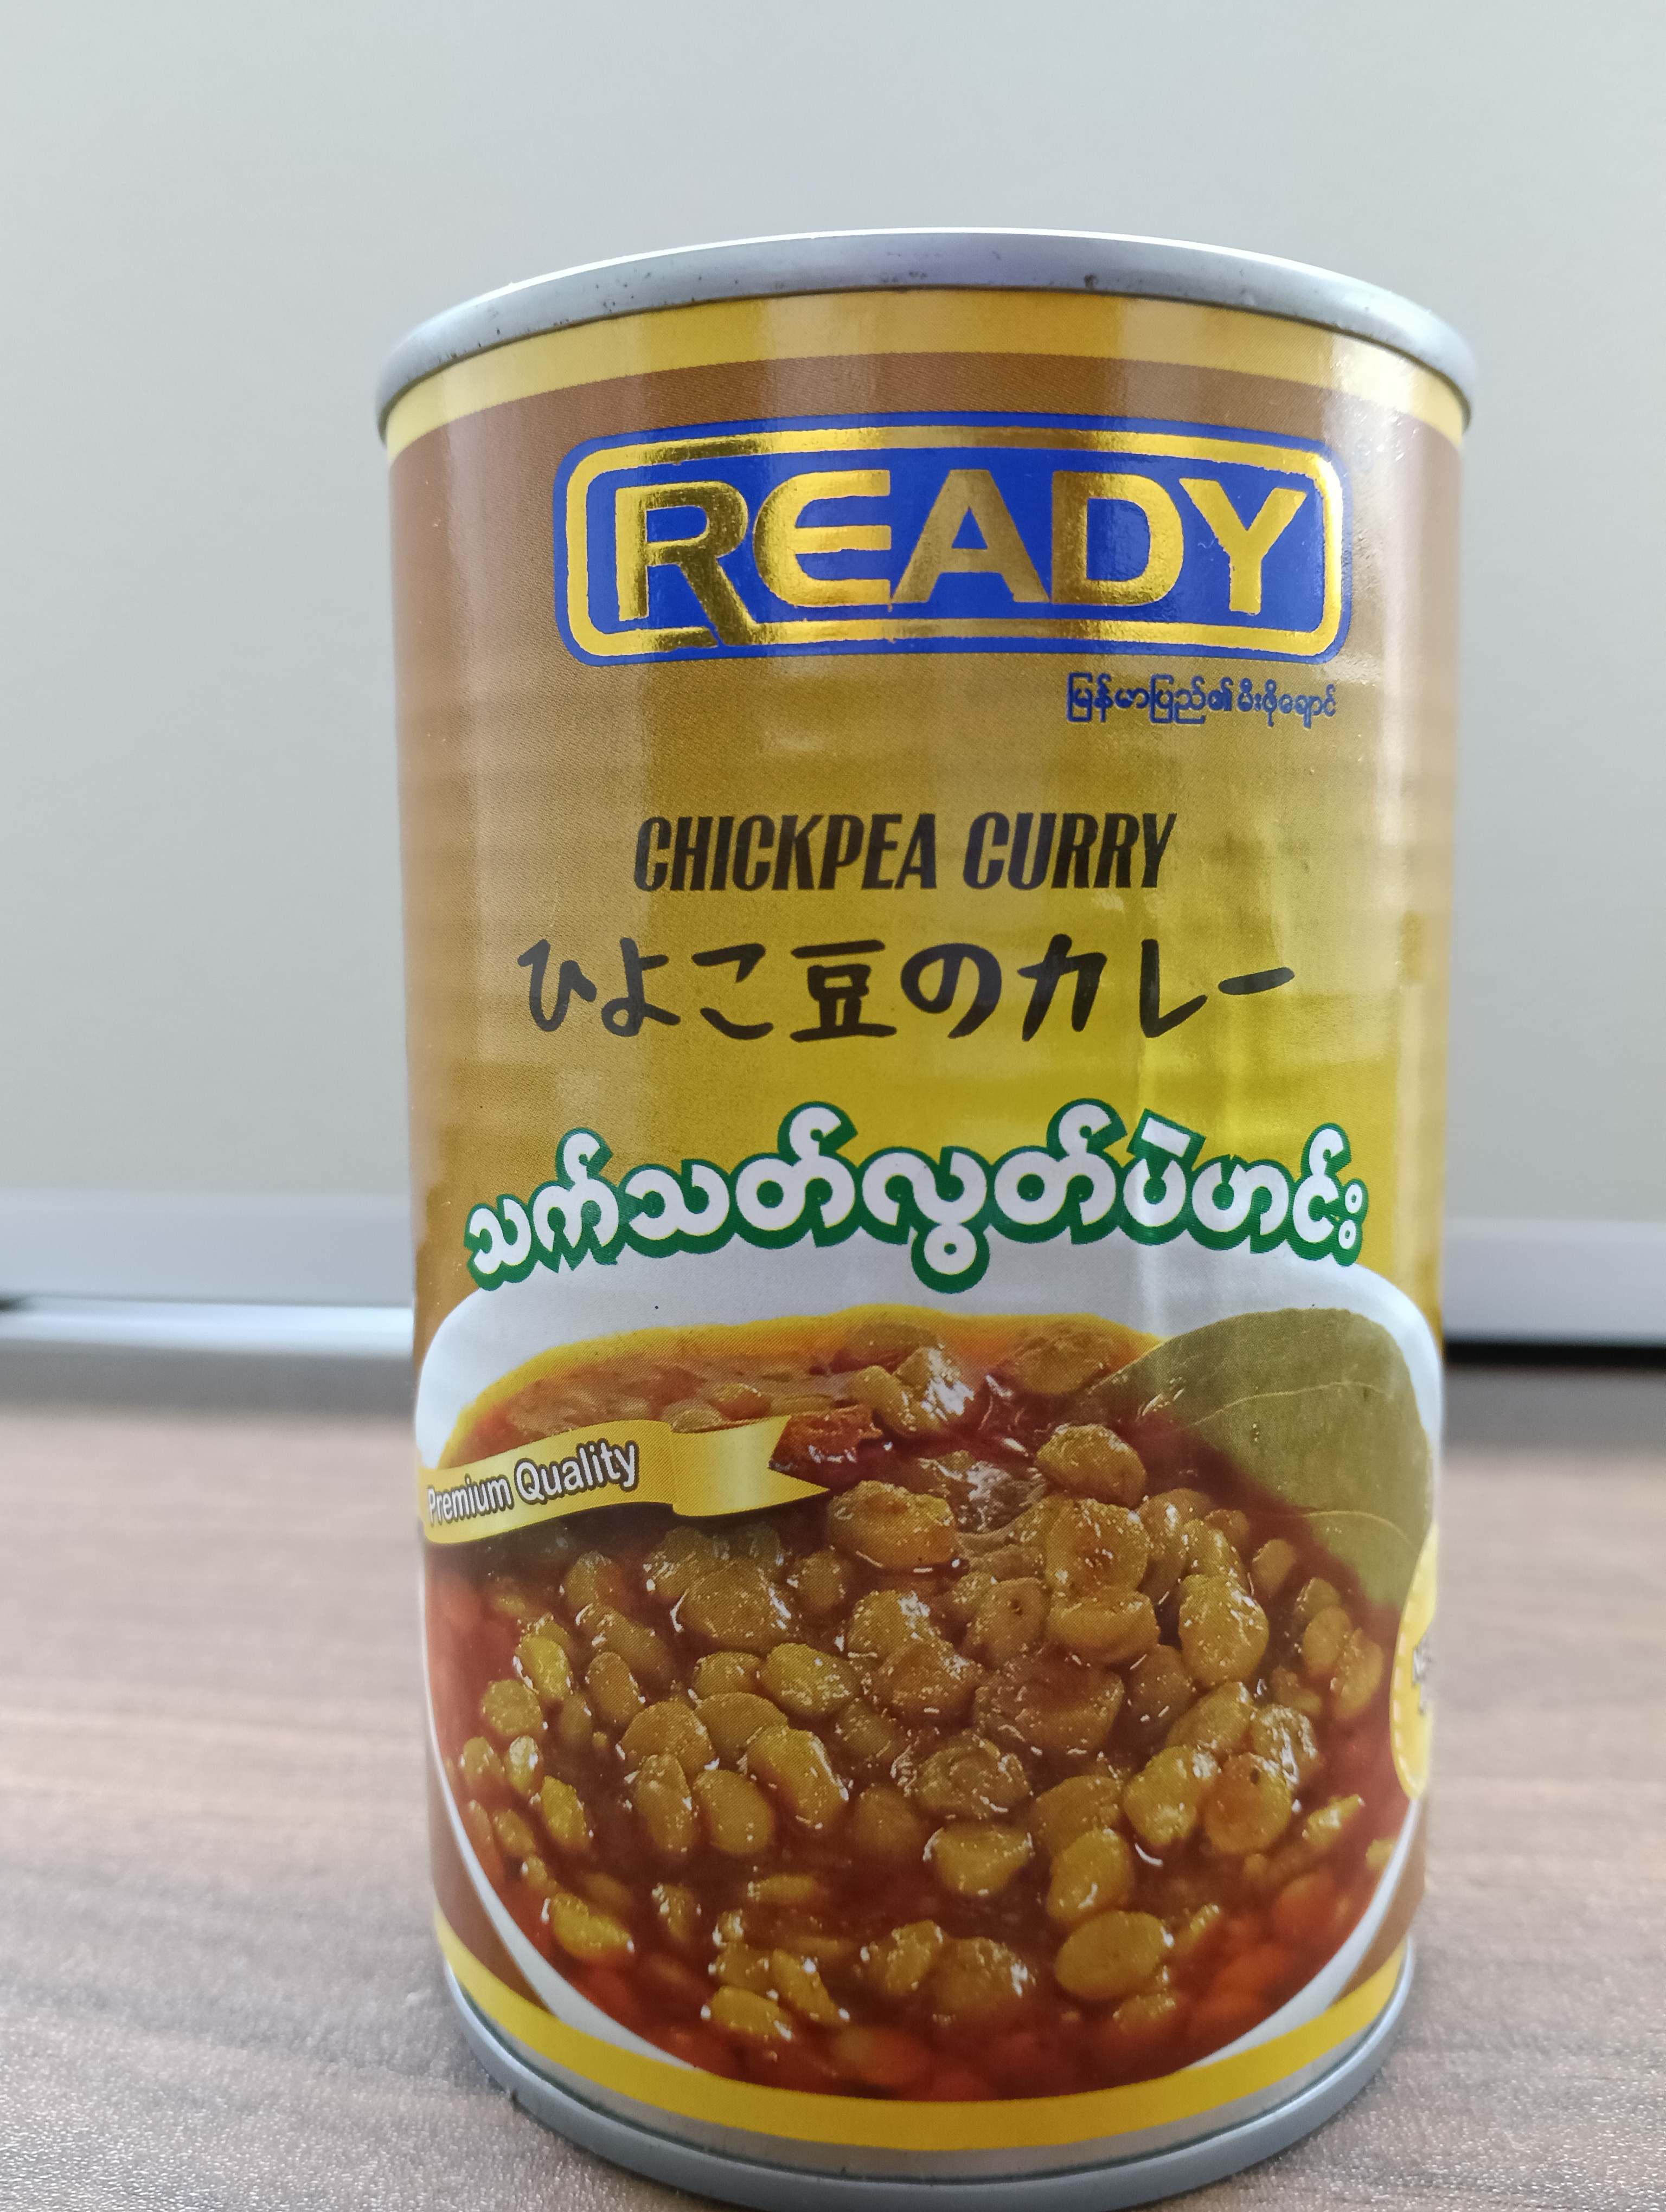 READY
မြန်မာပြည်၏မီးဖိုချောင်
CHICKPEA CURRY
ひよこ豆のカレー
သက်သတ်လွတ်ပဲဟင်း
Premium Quality